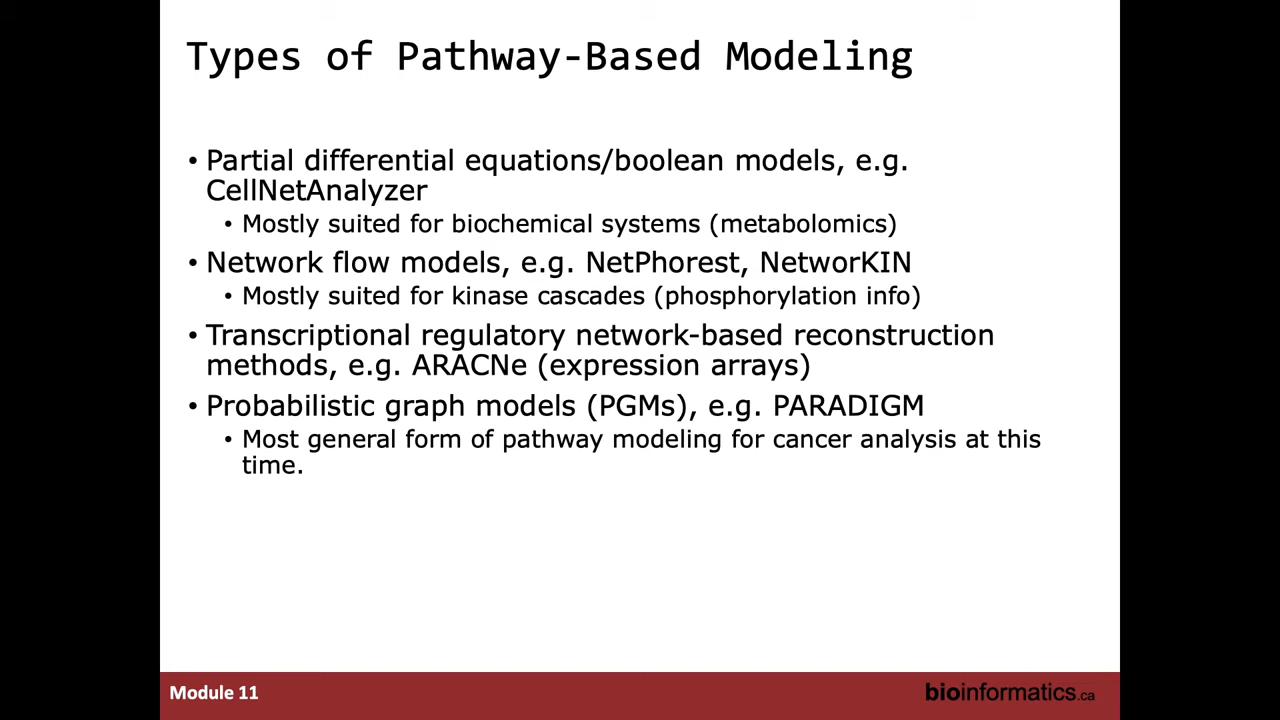 Types of Pathway-Based Modeling
• Partial differential equations/boolean models, e.g.
CellNetAnalyzer
• Mostly suited for biochemical systems (metabolomics)
• Network flow models, e.g. NetPhorest, NetworKIN
• Mostly suited for kinase cascades (phosphorylation info)
• Transcriptional regulatory network-based reconstruction
methods, e.g. ARACNe (expression arrays)
• Probabilistic graph models (PGMs), e.g. PARADIGM
• Most general form of pathway modeling for cancer analysis at this
time.
Module 11
bioinformatics.ca